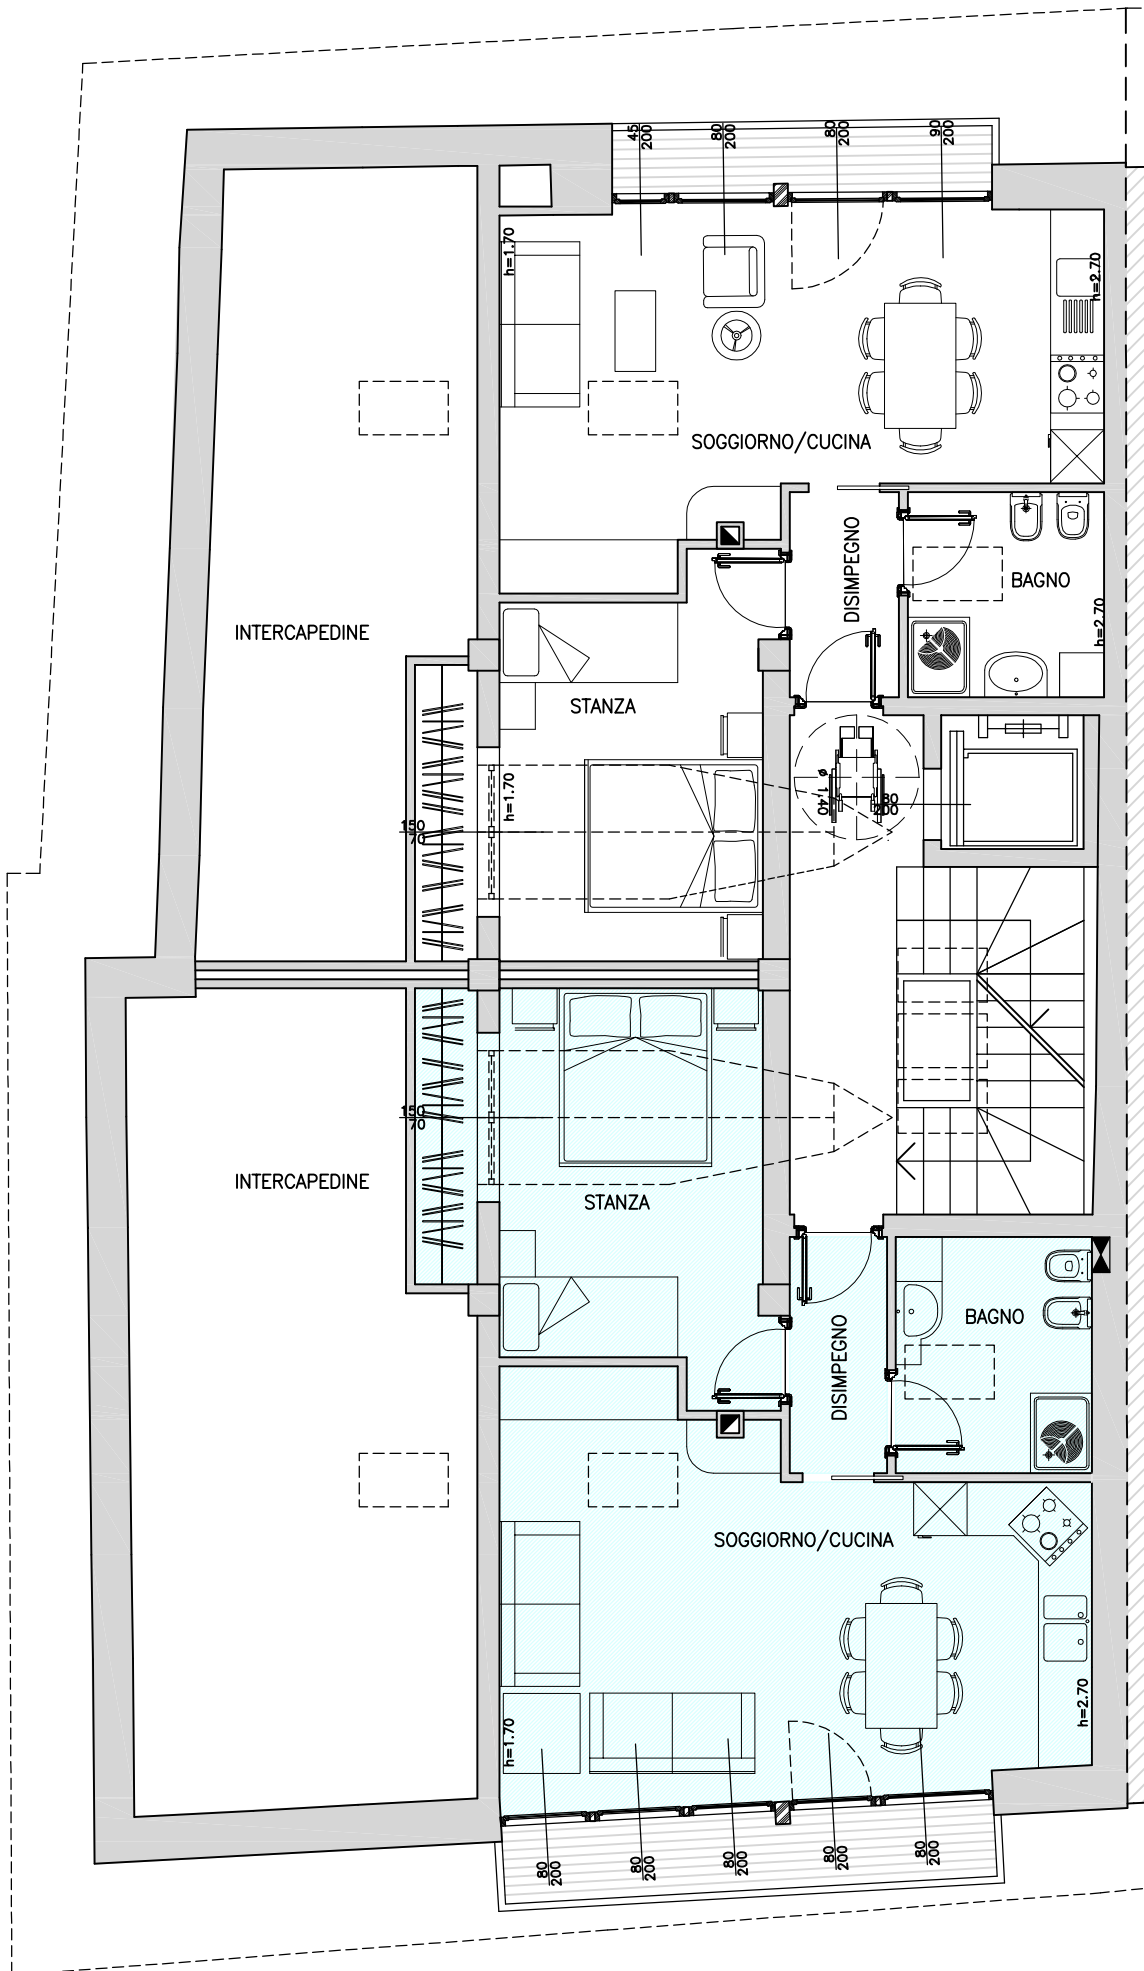 45
200
80
200
80
200
90
200
h=1.70
h=2.70
SOGGIORNO/CUCINA
DISIMPEGNO
BAGNO
h=2.70
INTERCAPEDINE
STANZA
h=1.70
ø 1.40
80
200
150
70
150
70
INTERCAPEDINE
STANZA
BAGNO
DISIMPEGNO
SOGGIORNO/CUCINA
h=1.70
h=2.70
80
200
80
200
80
200
80
200
80
200